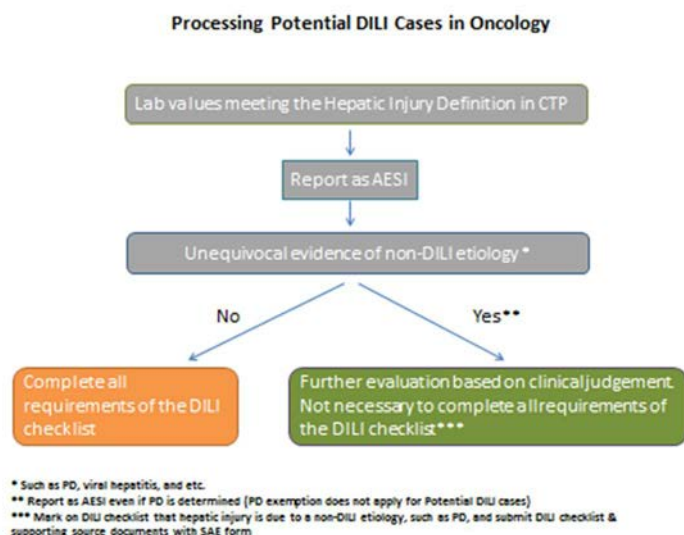 Processing Potential DILI Cases in Oncology
Lab values meeting the Hepatic Injury Definition in CTP
Report as AESI
Unequivocal evidence of non-DILI etiology *
No
Yes**
Complete all
requirements of the DILI
checklist
Further evaluation based on clinical judgement.
Not necessary to complete all requirements of
the DILI checklist***
* Such as PD, viral hepatitis, and etc.
** Report as AESI even if PD is determined (PD exemption does not apply for Potential DILI cases)
*** Mark on DILI checklist that hepatic injury is due to a non-DILI etiology, such as PD, and submit DILI checklist &
supporting source documents with SAE form